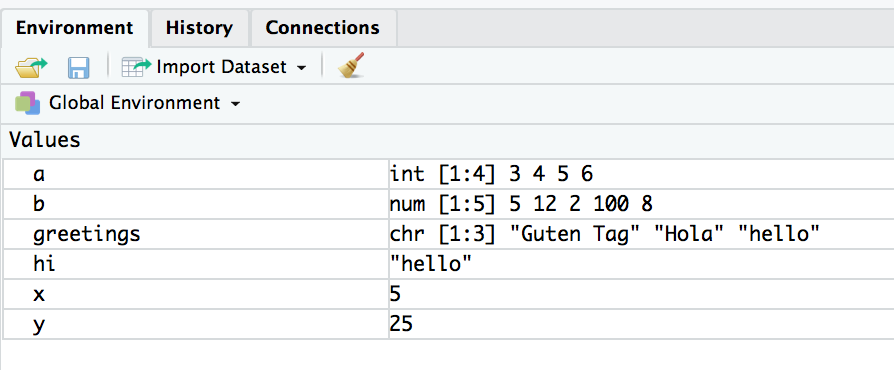 Environment History Connections
Import Dataset
Global Environment
Values
a int [1:4] 3 4 5 6
b num [1:5] 5 12 2 100 8
greetings chr [1:3] "Guten Tag" "Hola" "hello"
hi "hello"
x 5
y 25